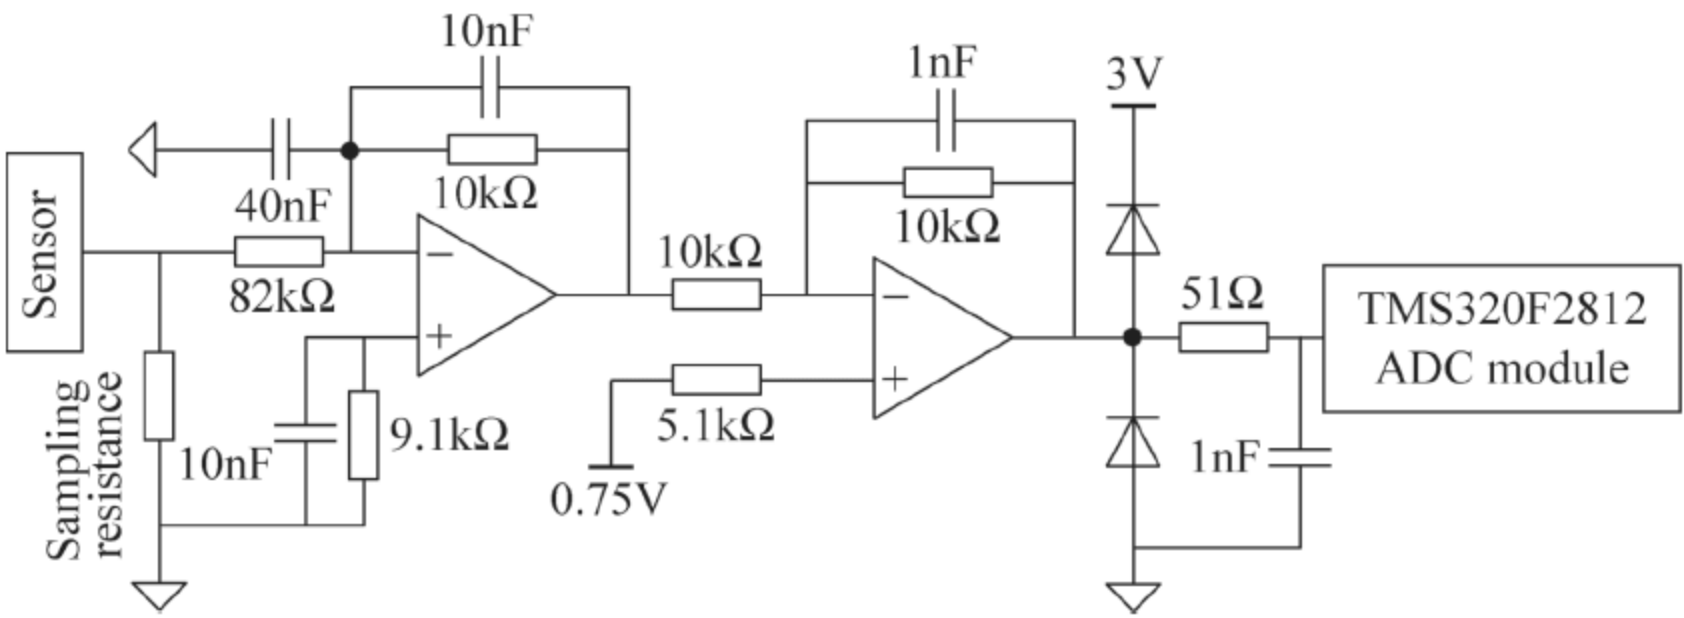 10nF
1nF
3V
40nF
10kΩ
10kΩ
Sensor
82kΩ
10kΩ
51Ω
TMS320F2812
ADC module
−
+
−
+
Sampling
resistance
10nF
9.1kΩ
5.1kΩ
0.75V
1nF